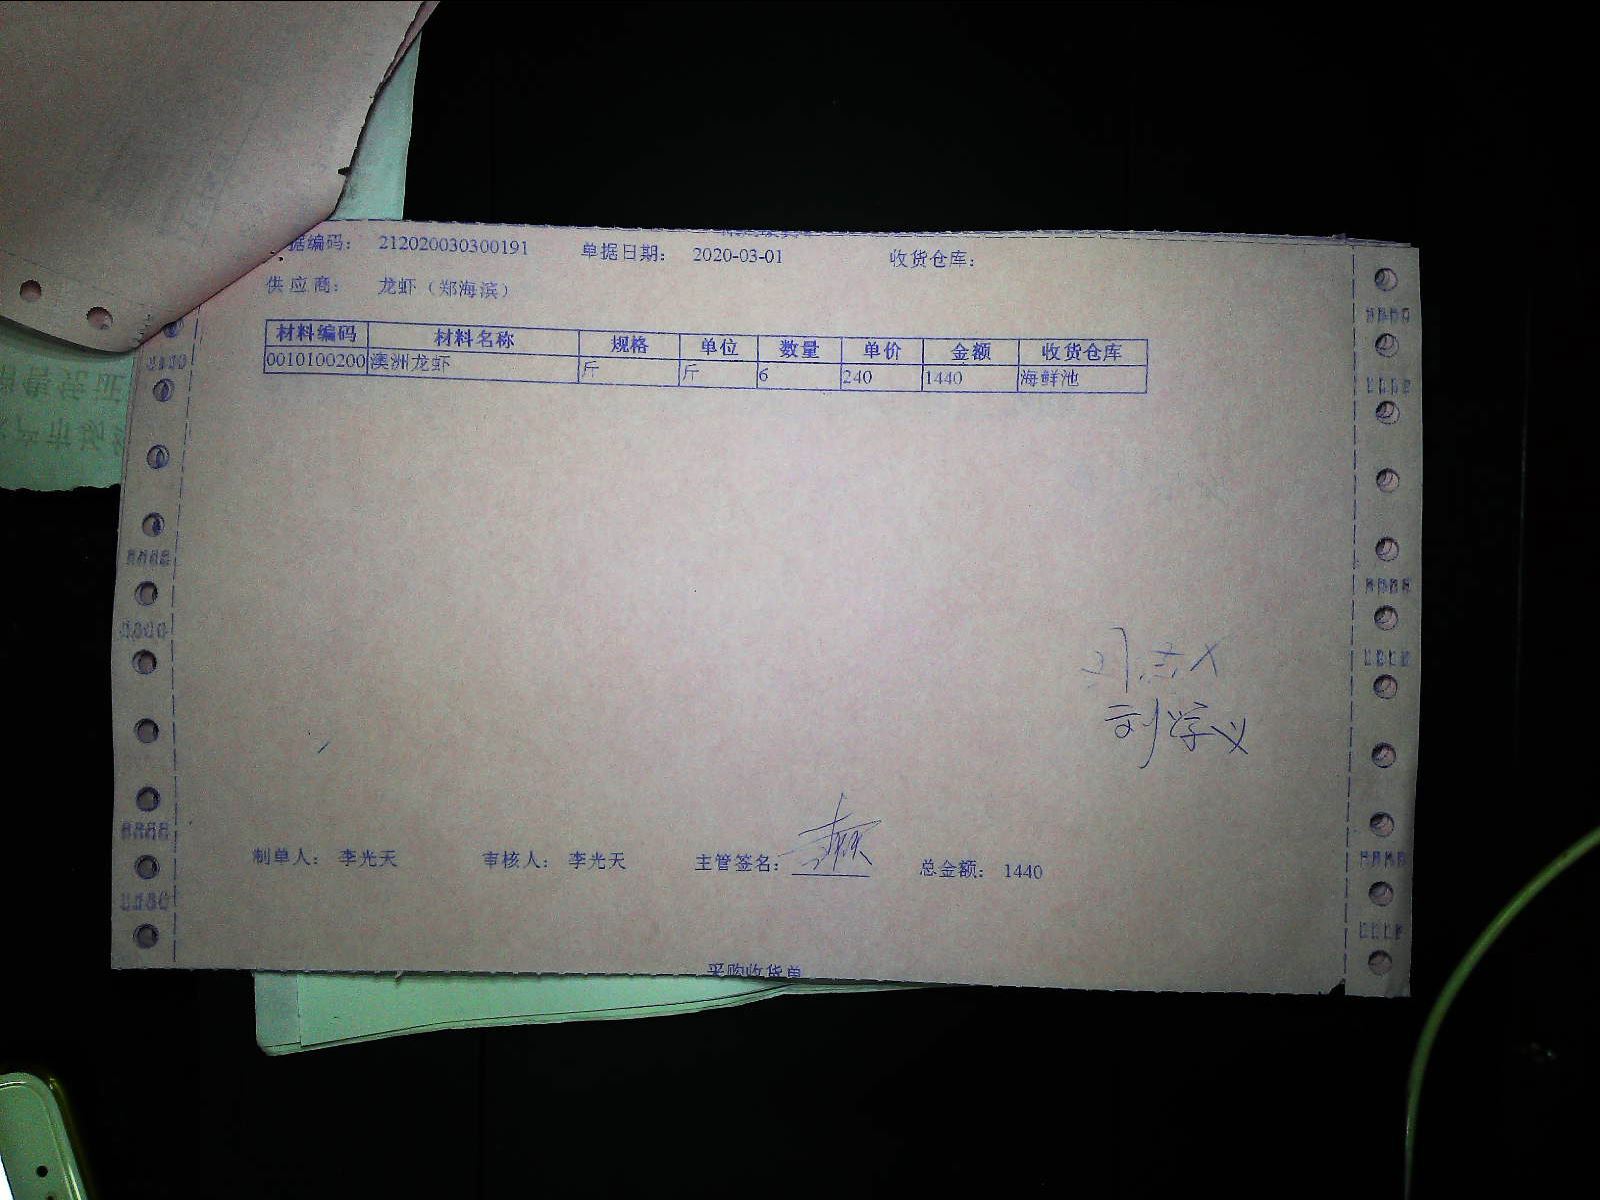 据编码： 212020030300191 单据日期： 2020-03-01 收货仓库：
供应商： 龙虾（郑海滨）
材料编码 材料名称 规格 单位 数量 单价 金额 收货仓库
0010100200 澳洲龙虾 斤 斤 6 240 1440 海鲜池
刘学义
制单人： 李光天 审核人： 李光天 主管签名： 总金额： 1440
采购收货单